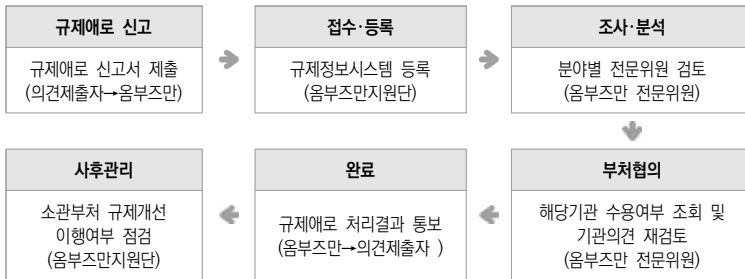 규제애로 신고
규제애로 신고서 제출
(의견제출자→옴부즈만)
접수·등록
규제정보시스템 등록
(옴부즈만지원단)
조사·분석
분야별 전문위원 검토
(옴부즈만 전문위원)
부처협의
해당기관 수용여부 조회 및
기관의견 재검토
(옴부즈만 전문위원)
완료
규제애로 처리결과 통보
(옴부즈만→의견제출자 )
사후관리
소관부처 규제개선
이행여부 점검
(옴부즈만지원단)